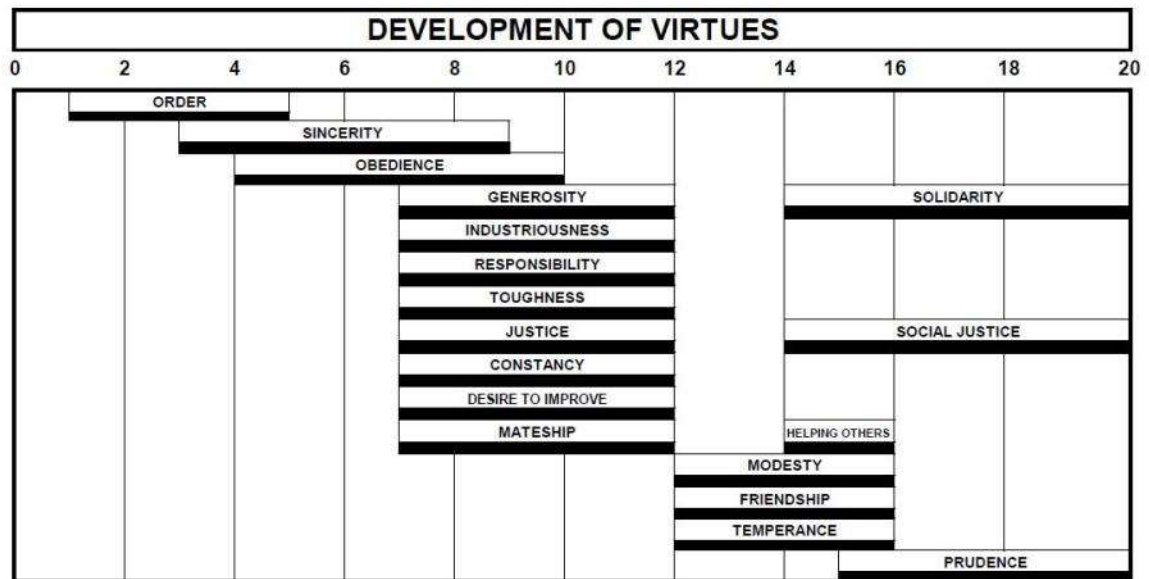 DEVELOPMENT OF VIRTUES
0 2 4 6 8 10 12 14 16 18 20
ORDER
SINCERITY
OBEDIENCE
GENEROSITY SOLIDARITY
INDUSTRIOUSNESS
RESPONSIBILITY
TOUGHNESS
JUSTICE SOCIAL JUSTICE
CONSTANCY
DESIRE TO IMPROVE
MATESHIP HELPING OTHERS
MODESTY
FRIENDSHIP
TEMPERANCE
PRUDENCE